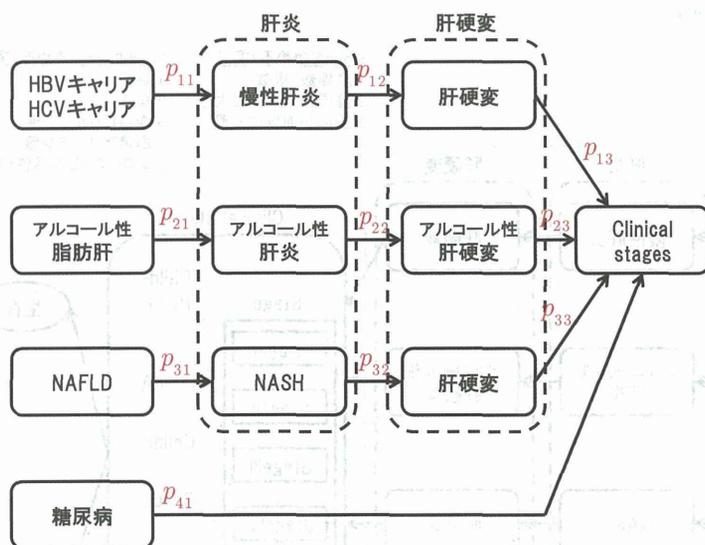 肝炎
肝硬変
HBVキャリア
HCVキャリア
p11
慢性肝炎
p12
肝硬変
p13
アルコール性
脂肪肝
p21
アルコール性
肝炎
p22
アルコール性
肝硬変
p23
Clinical
stages
NAFLD
p31
NASH
p32
肝硬変
p33
糖尿病
p41